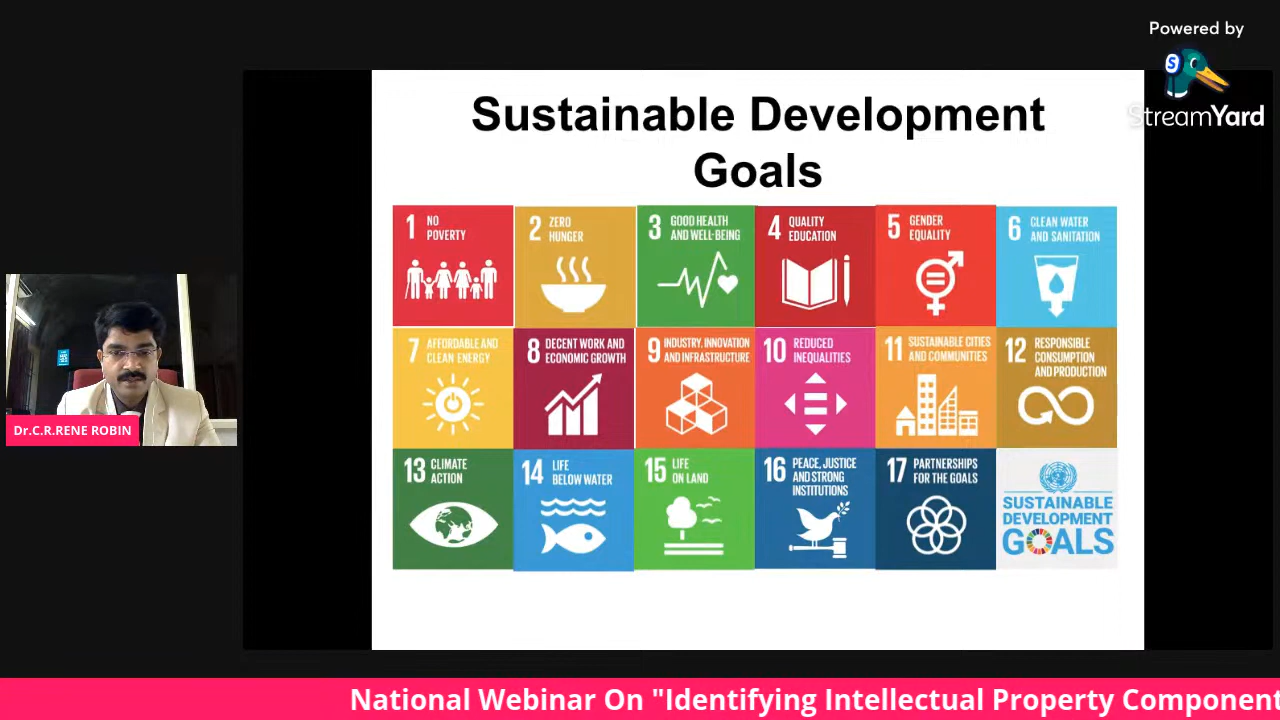 Powered by
StreamYard
Sustainable Development
Goals
1 NO
POVERTY
2 ZERO
HUNGER
3 GOOD HEALTH
AND WELL-BEING
4 QUALITY
EDUCATION
5 GENDER
EQUALITY
6 CLEAN WATER
AND SANITATION
7 AFFORDABLE AND
CLEAN ENERGY
8 DECENT WORK AND
ECONOMIC GROWTH
9 INDUSTRY, INNOVATION
AND INFRASTRUCTURE
10 REDUCED
INEQUALITIES
11 SUSTAINABLE CITIES
AND COMMUNITIES
12 RESPONSIBLE
CONSUMPTION
AND PRODUCTION
13 CLIMATE
ACTION
14 LIFE
BELOW WATER
15 LIFE
ON LAND
16 PEACE, JUSTICE
AND STRONG
INSTITUTIONS
17 PARTNERSHIPS
FOR THE GOALS
SUSTAINABLE
DEVELOPMENT
GOALS
Dr.C.R.RENE ROBIN
National Webinar On "Identifying Intellectual Property Component